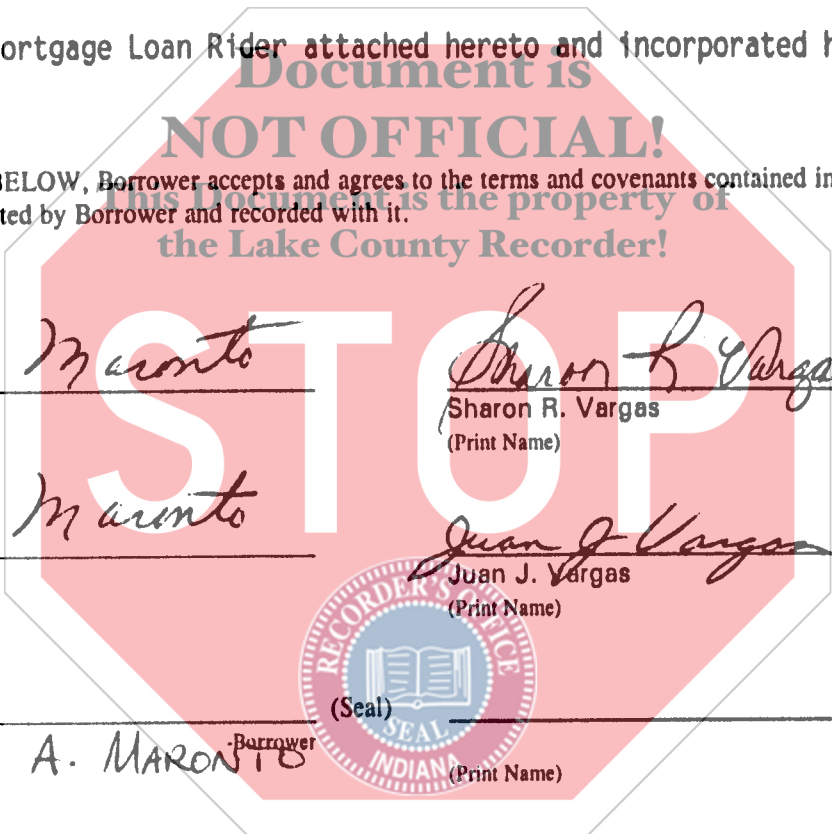 ortgage Loan Rider attached hereto and incorporated h
Document is
NOT OFFICIAL!
BELOW, Borrower accepts and agrees to the terms and covenants contained in
This Document is the property of
ted by Borrower and recorded with it.
the Lake County Recorder!
STOP
Maronto Sharon R Vargas
Sharon R. Vargas
(Print Name)
Maronto Juan J Vargas
Juan J. Vargas
(Print Name)
RECORDER'S OFFICE
SEAL
INDIANA
(Seal)
-Borrower
A. MARONTO
(Print Name)